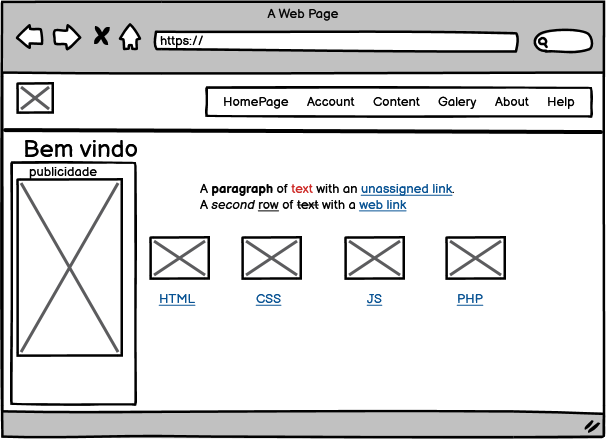 A Web Page
https://
HomePage Account Content Galery About Help
Bem vindo
publicidade
A paragraph of text with an unassigned link.
A second row of text with a web link
HTML CSS JS PHP